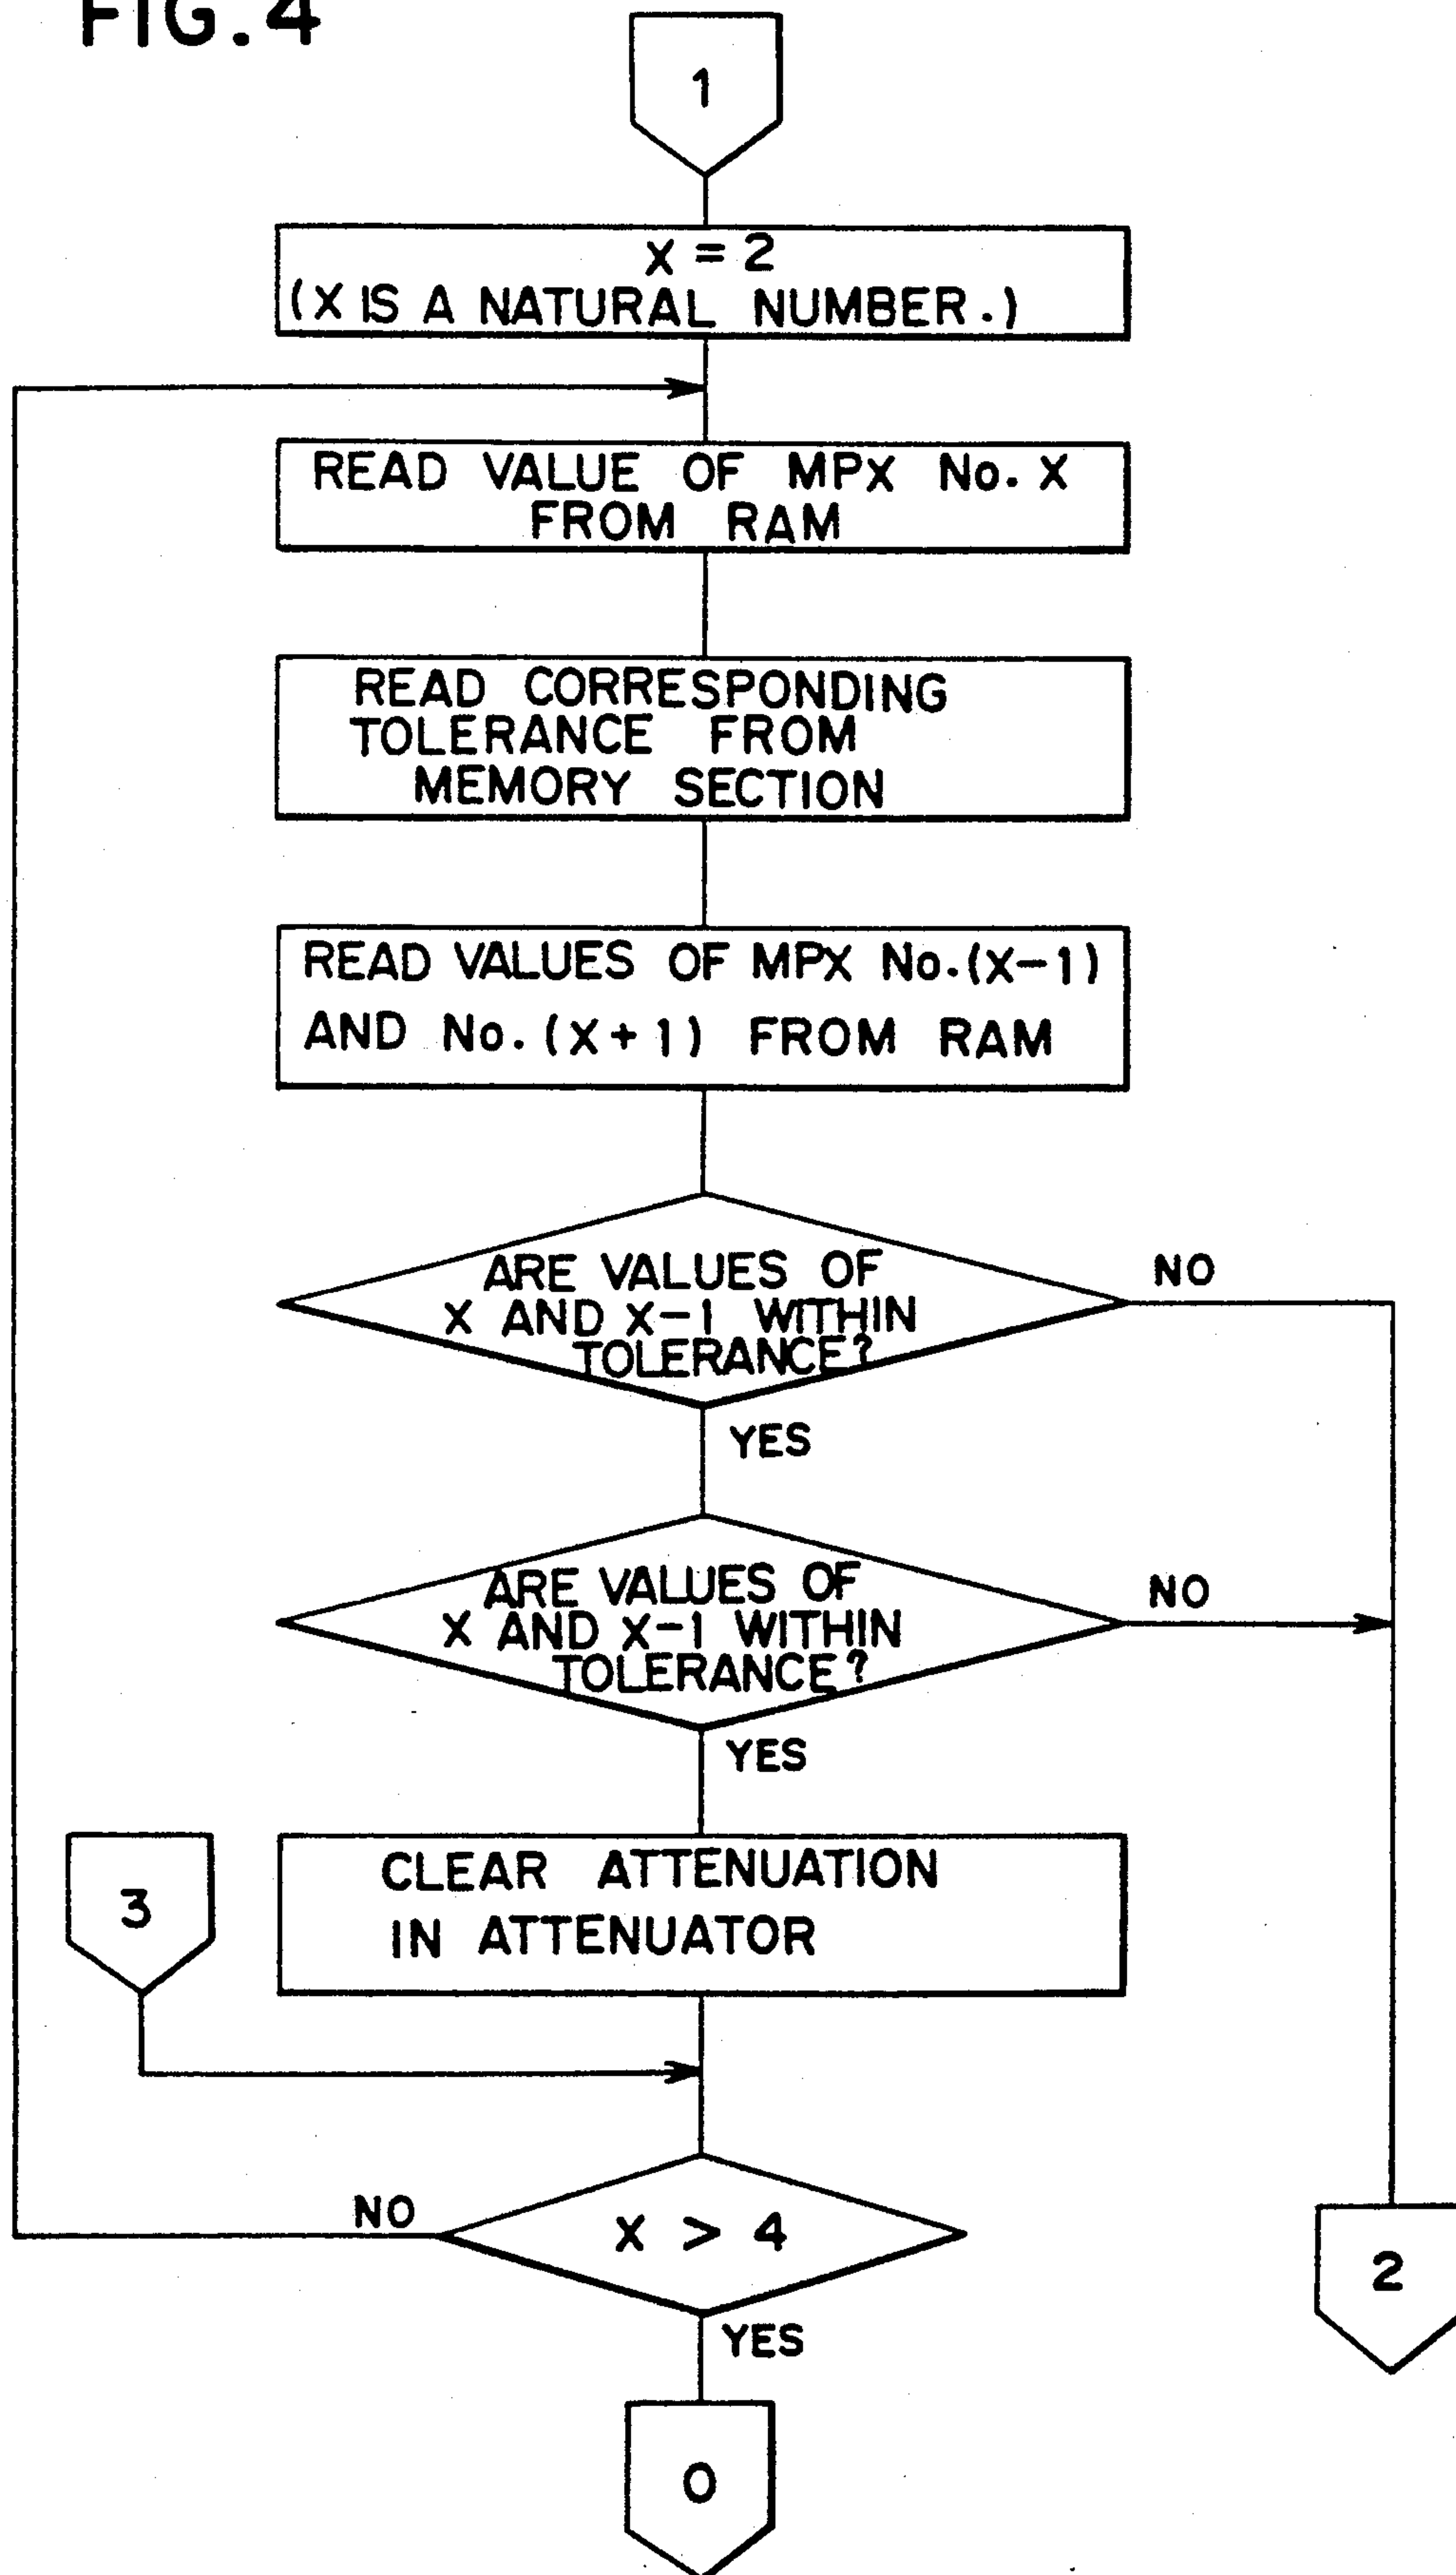 FIG.4
1
X = 2
(X IS A NATURAL NUMBER.)
READ VALUE OF MPX No. X
FROM RAM
READ CORRESPONDING
TOLERANCE FROM
MEMORY SECTION
READ VALUES OF MPX No.(X-1)
AND No.(X+1) FROM RAM
ARE VALUES OF
X AND X-1 WITHIN
TOLERANCE?
NO
YES
ARE VALUES OF
X AND X-1 WITHIN
TOLERANCE?
NO
YES
CLEAR ATTENUATION
IN ATTENUATOR
3
X > 4
NO
YES
2
0